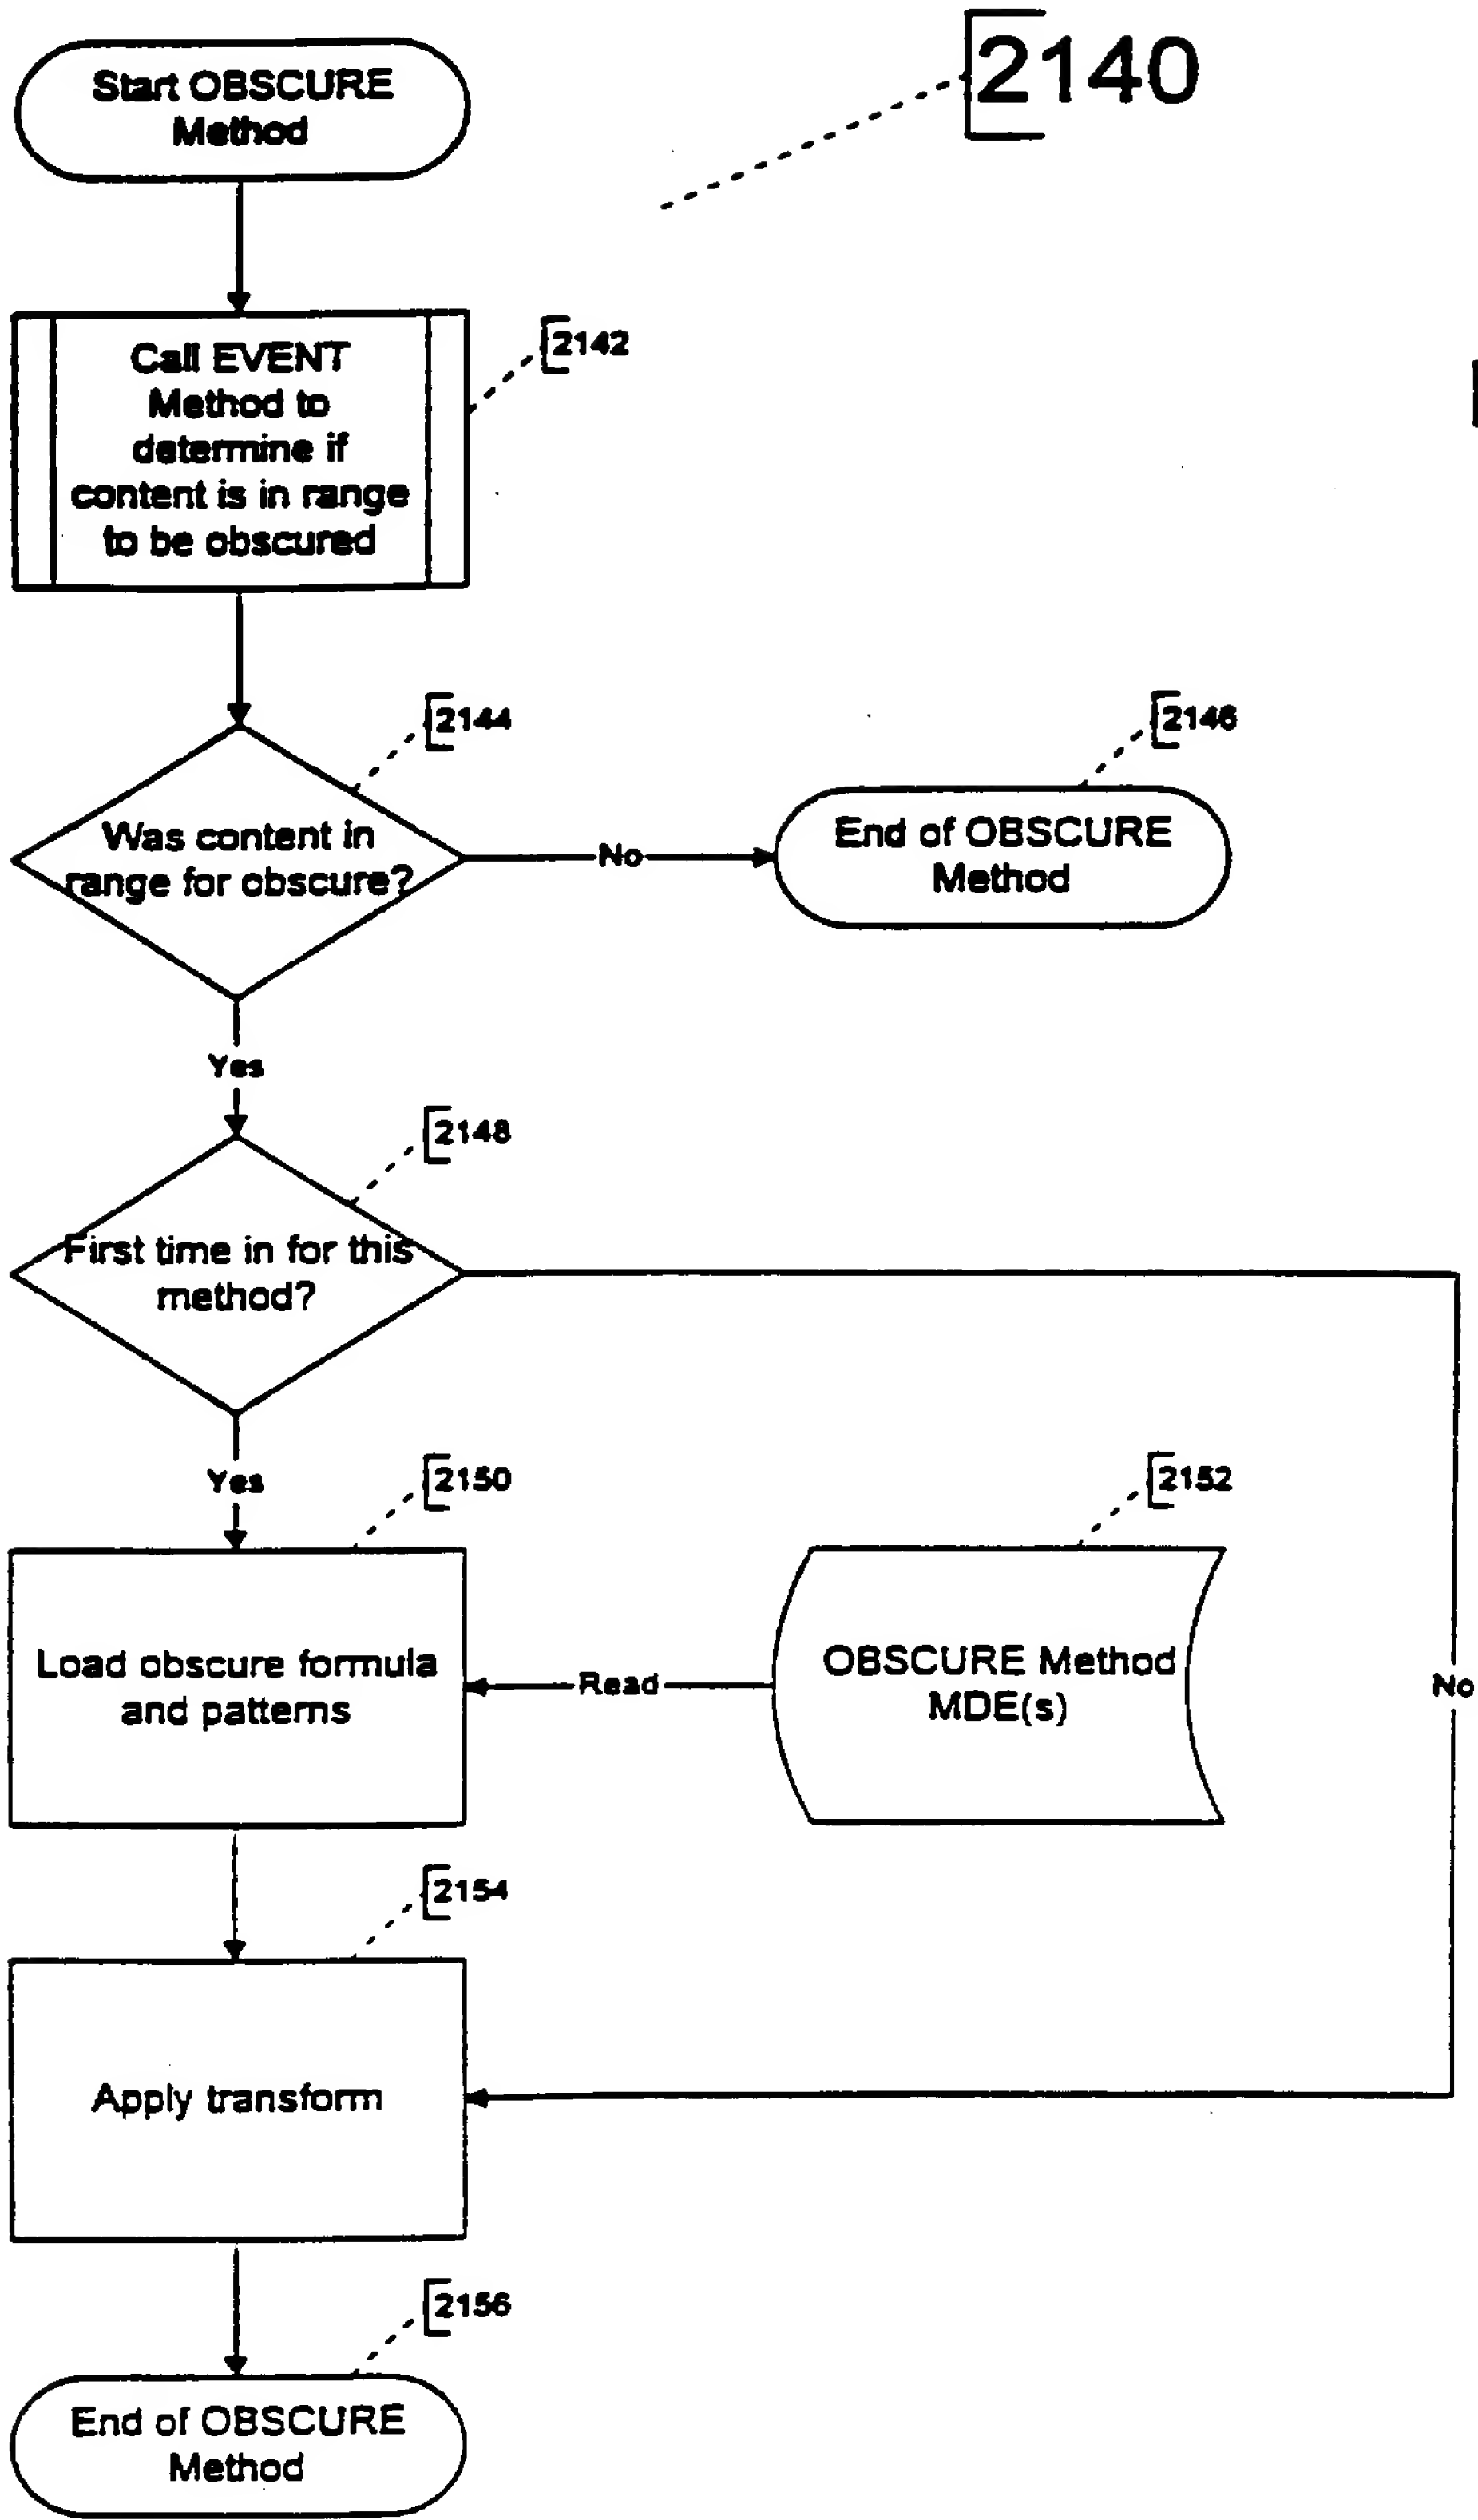 2140
Start OBSCURE
Method
Call EVENT
Method to
determine if
content is in range
to be obscured
2142
2144
Was content in
range for obscure?
No
2146
End of OBSCURE
Method
Yes
2148
First time in for this
method?
Yes
2150
Load obscure formula
and patterns
Read
2152
OBSCURE Method
MDE(s)
No
2154
Apply transform
2156
End of OBSCURE
Method